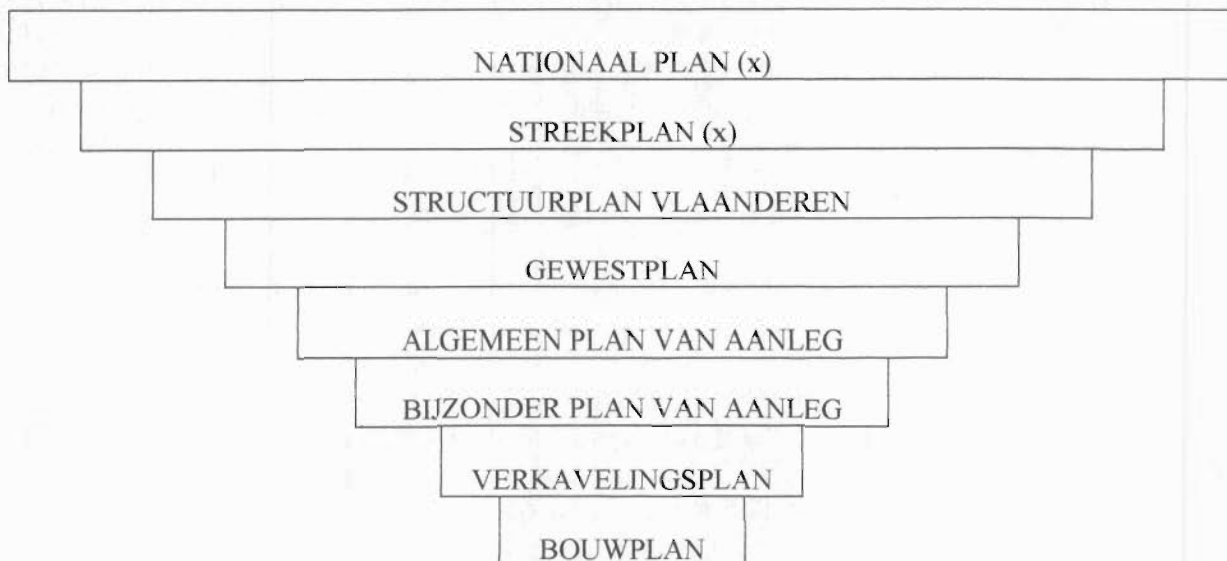 NATIONAAL PLAN (x)
STREEKPLAN (x)
STRUCTUURPLAN VLAANDEREN
GEWESTPLAN
ALGEMEEN PLAN VAN AANLEG
BIJZONDER PLAN VAN AANLEG
VERKAVELINGSPLAN
BOUWPLAN